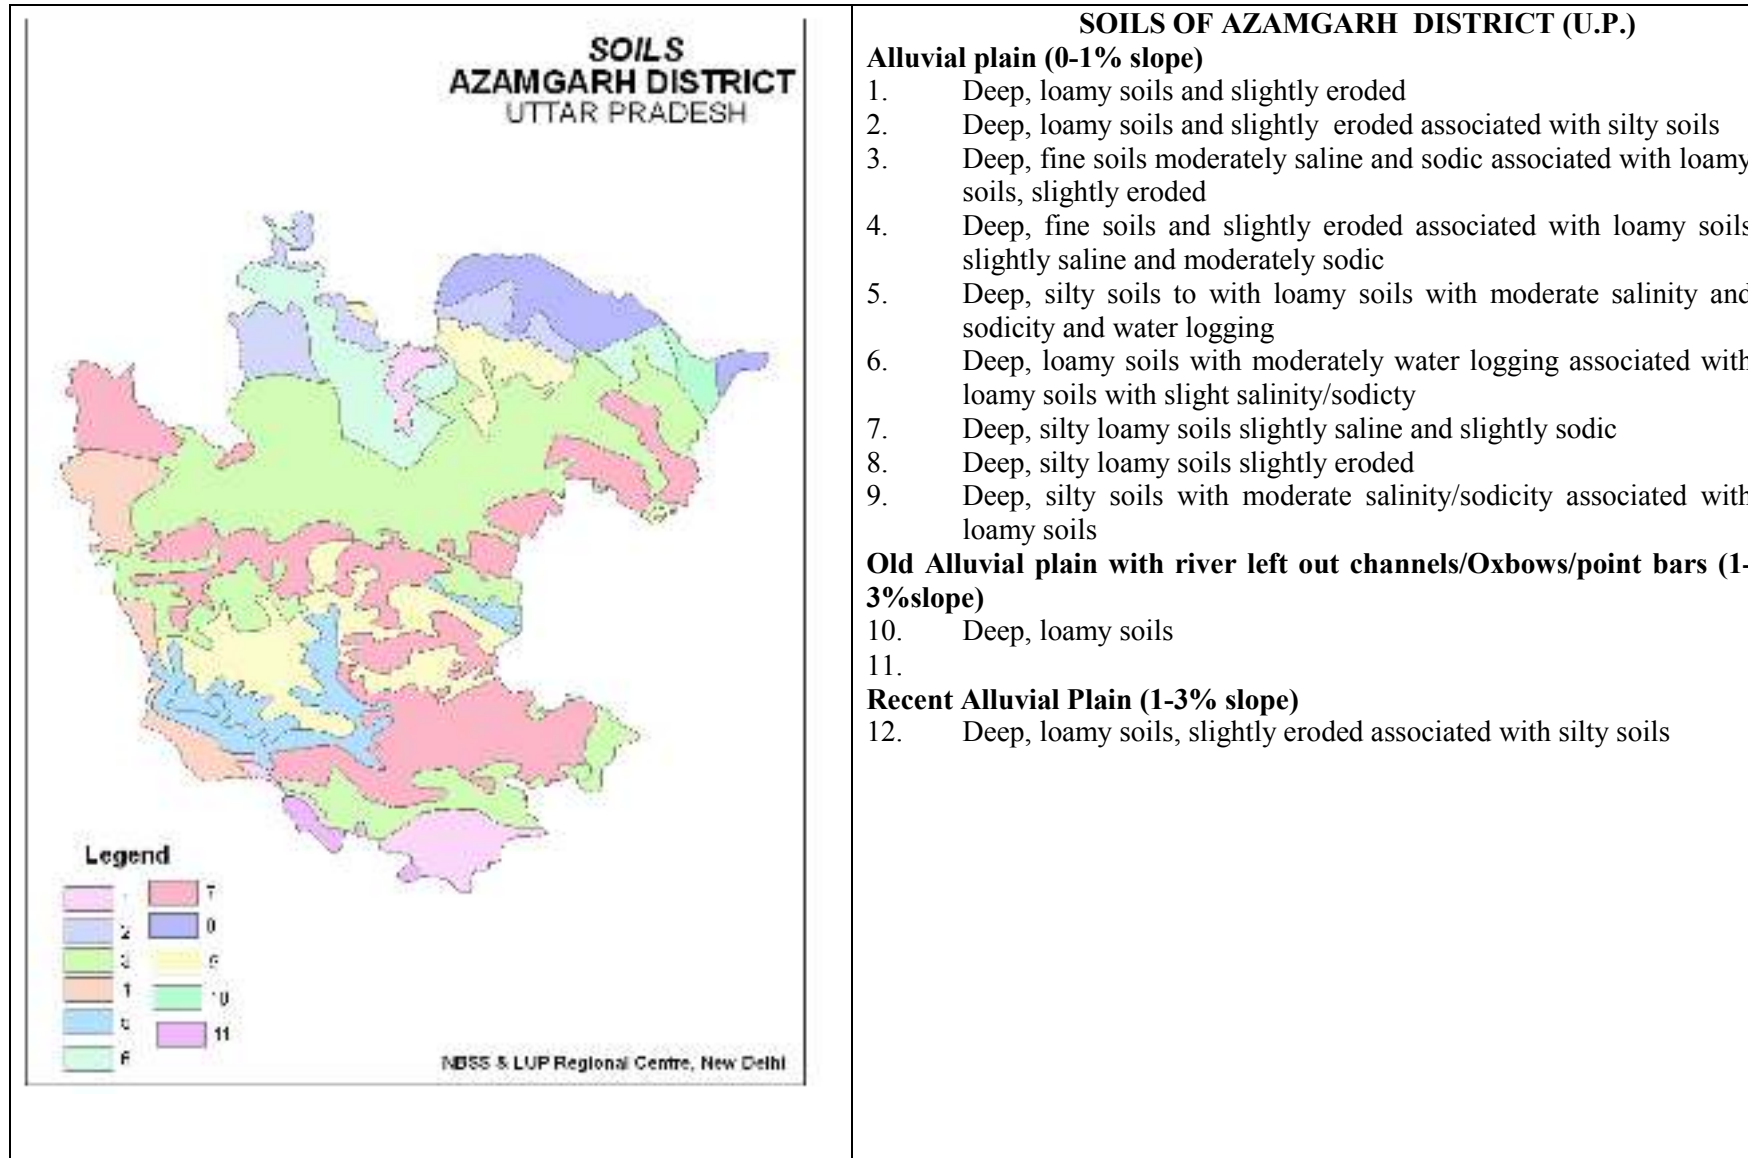 SOILS
AZAMGARH DISTRICT
UTTAR PRADESH
Legend
1
2
3
6
7
9
10
11
NBSS & LUP Regional Centre, New Delhi
SOILS OF AZAMGARH DISTRICT (U.P.)
Alluvial plain (0-1% slope)
1. Deep, loamy soils and slightly eroded
2. Deep, loamy soils and slightly eroded associated with silty soils
3. Deep, fine soils moderately saline and sodic associated with loamy
soils, slightly eroded
4. Deep, fine soils and slightly eroded associated with loamy soils
slightly saline and moderately sodic
5. Deep, silty soils to with loamy soils with moderate salinity and
sodicity and water logging
6. Deep, loamy soils with moderately water logging associated with
loamy soils with slight salinity/sodicty
7. Deep, silty loamy soils slightly saline and slightly sodic
8. Deep, silty loamy soils slightly eroded
9. Deep, silty soils with moderate salinity/sodicity associated with
loamy soils
Old Alluvial plain with river left out channels/Oxbows/point bars (1-
3%slope)
10. Deep, loamy soils
11.
Recent Alluvial Plain (1-3% slope)
12. Deep, loamy soils, slightly eroded associated with silty soils